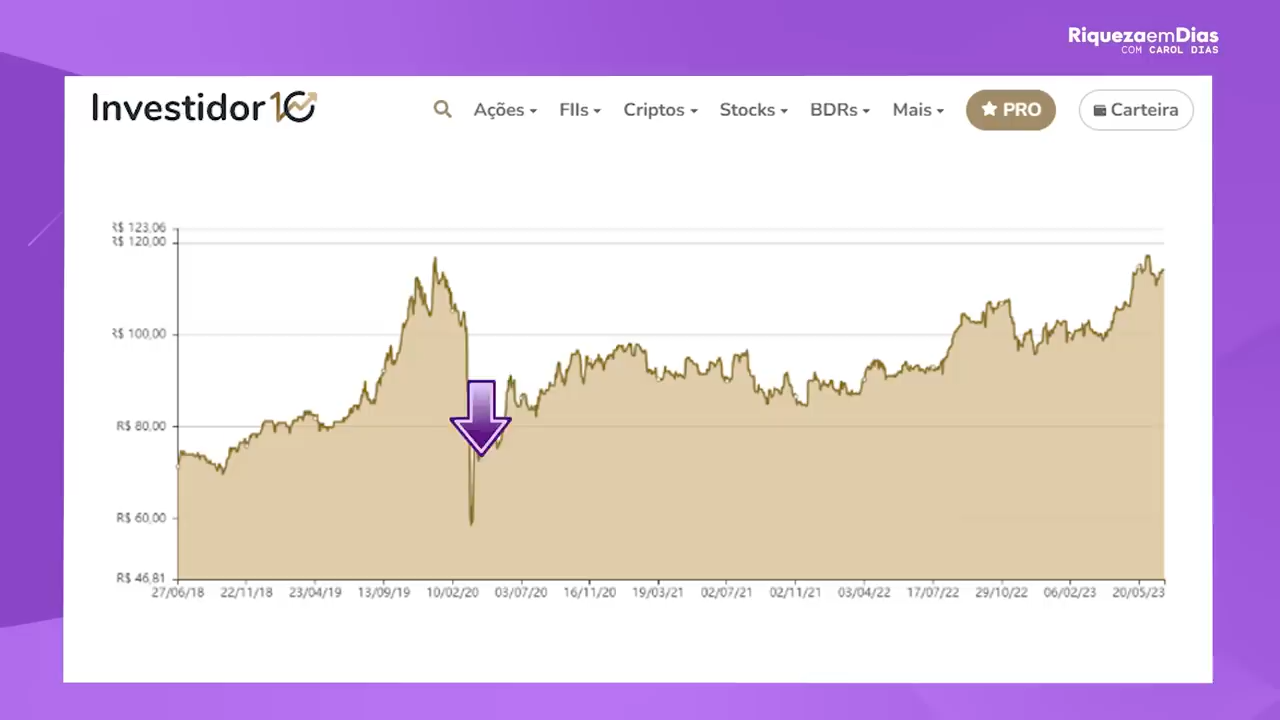 RiquezaemDias
COM CAROL DIAS
Investidor 10
Ações
FIIs
Criptos
Stocks
BDRs
Mais
PRO
Carteira
R$ 123,06
R$ 120,00
R$ 100,00
R$ 80,00
R$ 60,00
R$ 46,81
27/06/18 22/11/18 23/04/19 13/09/19 10/02/20 03/07/20 16/11/20 19/03/21 02/07/21 02/11/21 03/04/22 17/07/22 29/10/22 06/02/23 20/05/23